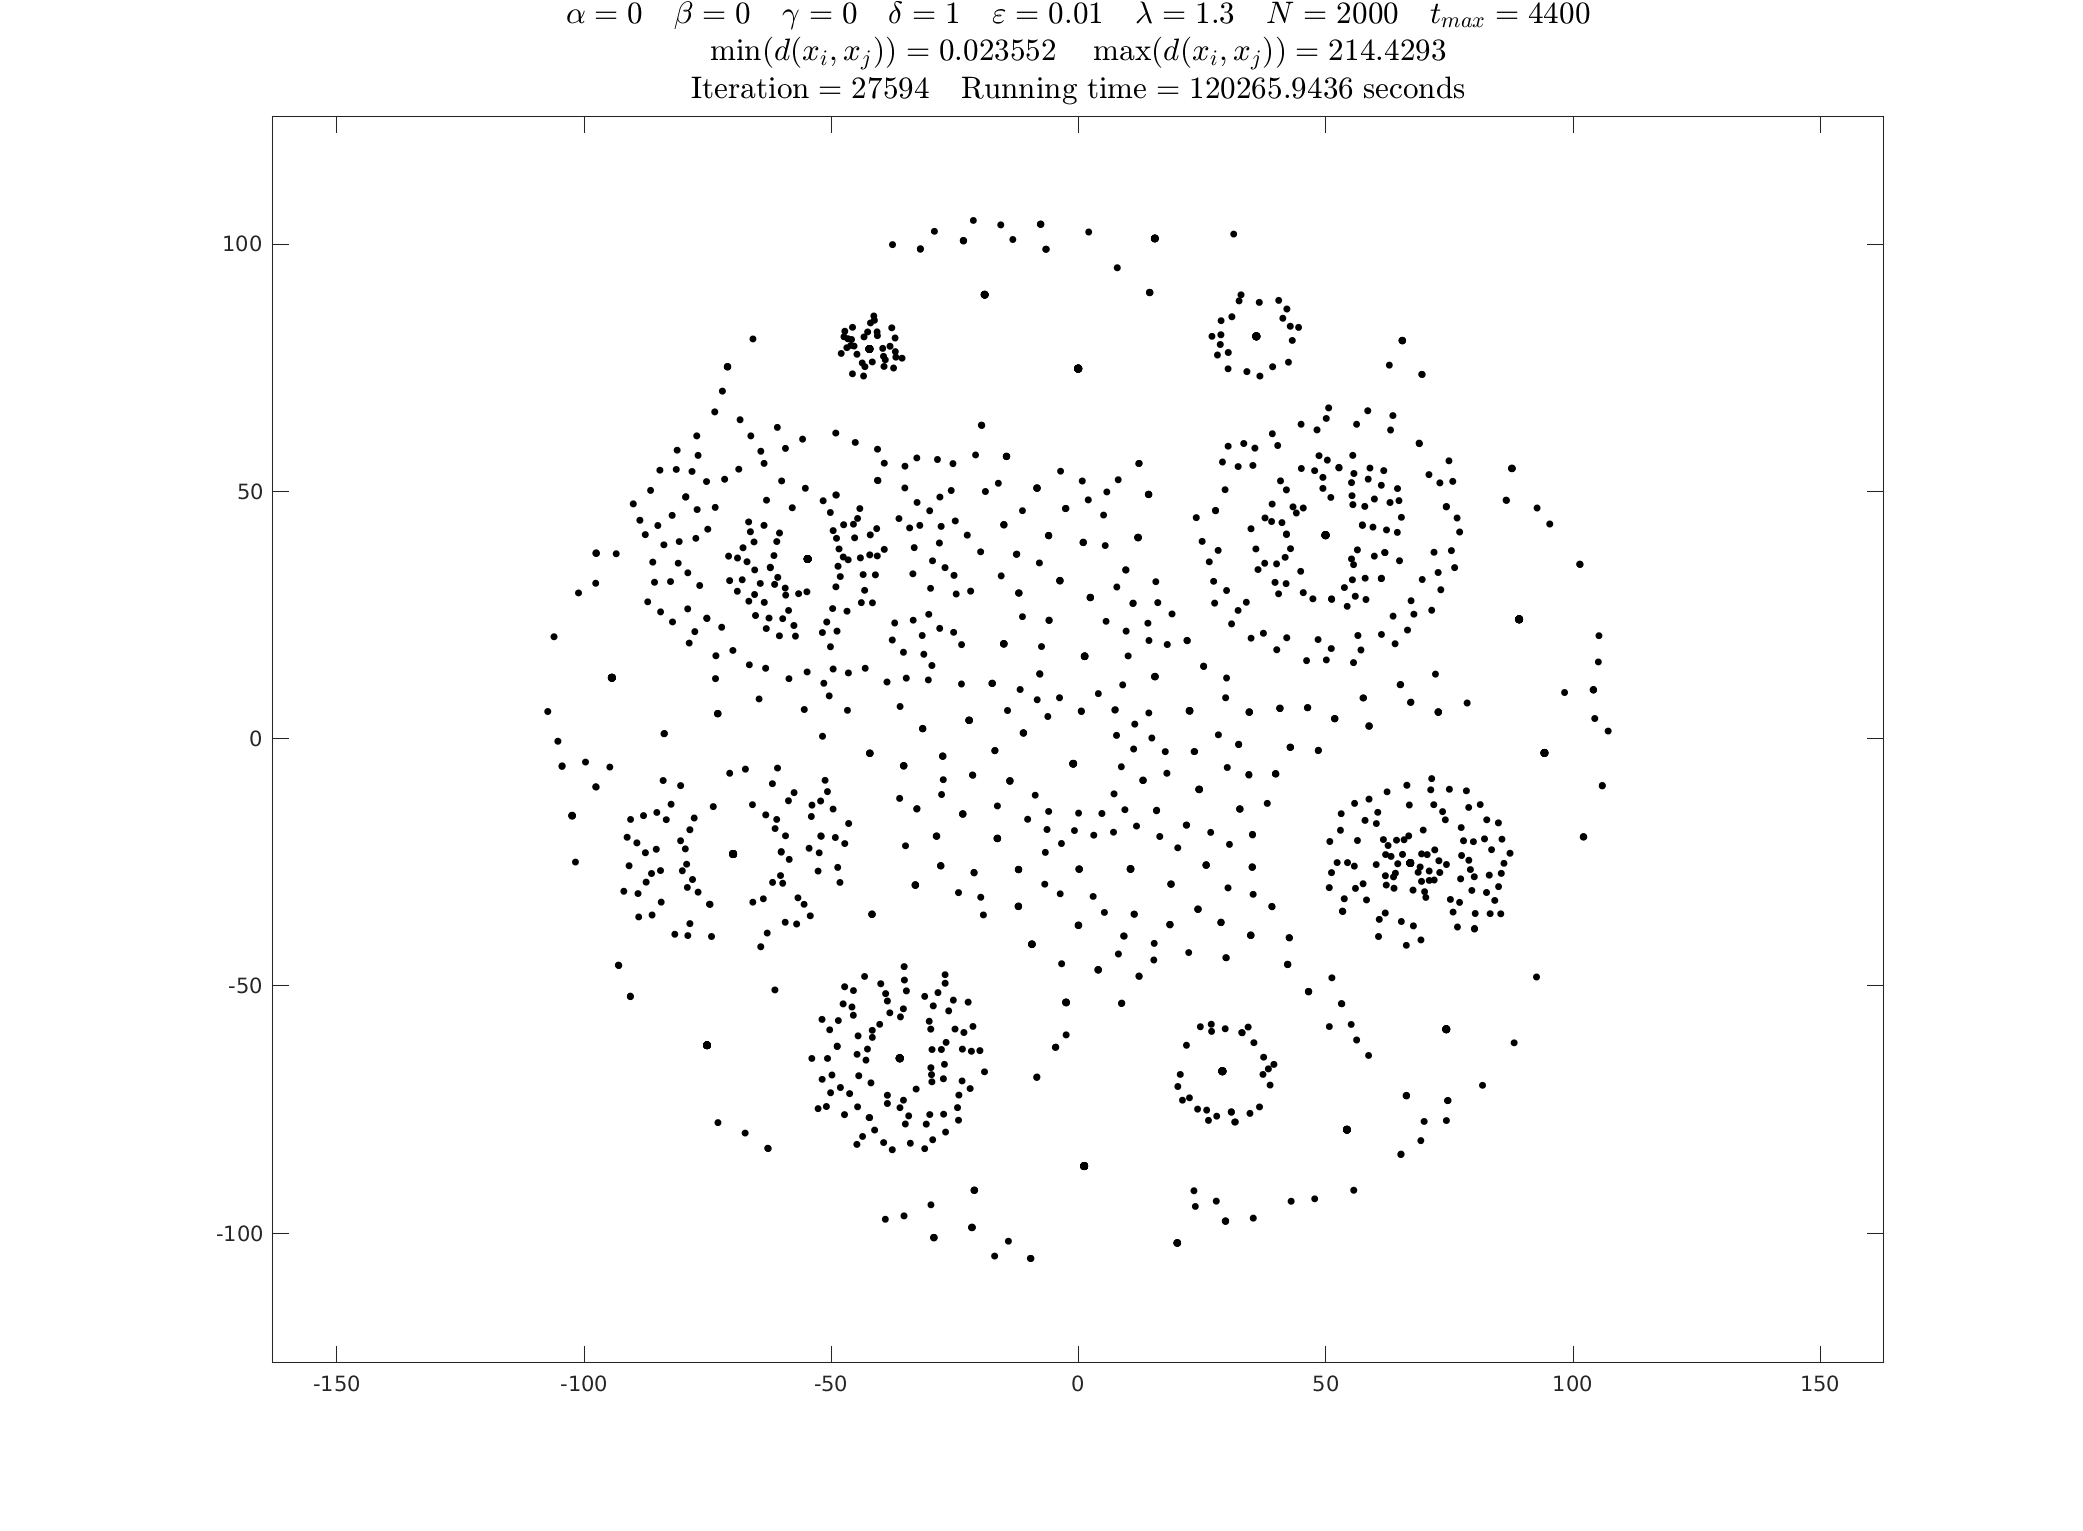 α = 0 β = 0 γ = 0 δ = 1 ε = 0.01 λ = 1.3 N = 2000 t_max = 4400
min(d(x_i, x_j)) = 0.023552 max(d(x_i, x_j)) = 214.4293
Iteration = 27594 Running time = 120265.9436 seconds
100
50
0
-50
-100
-150 -100 -50 0 50 100 150